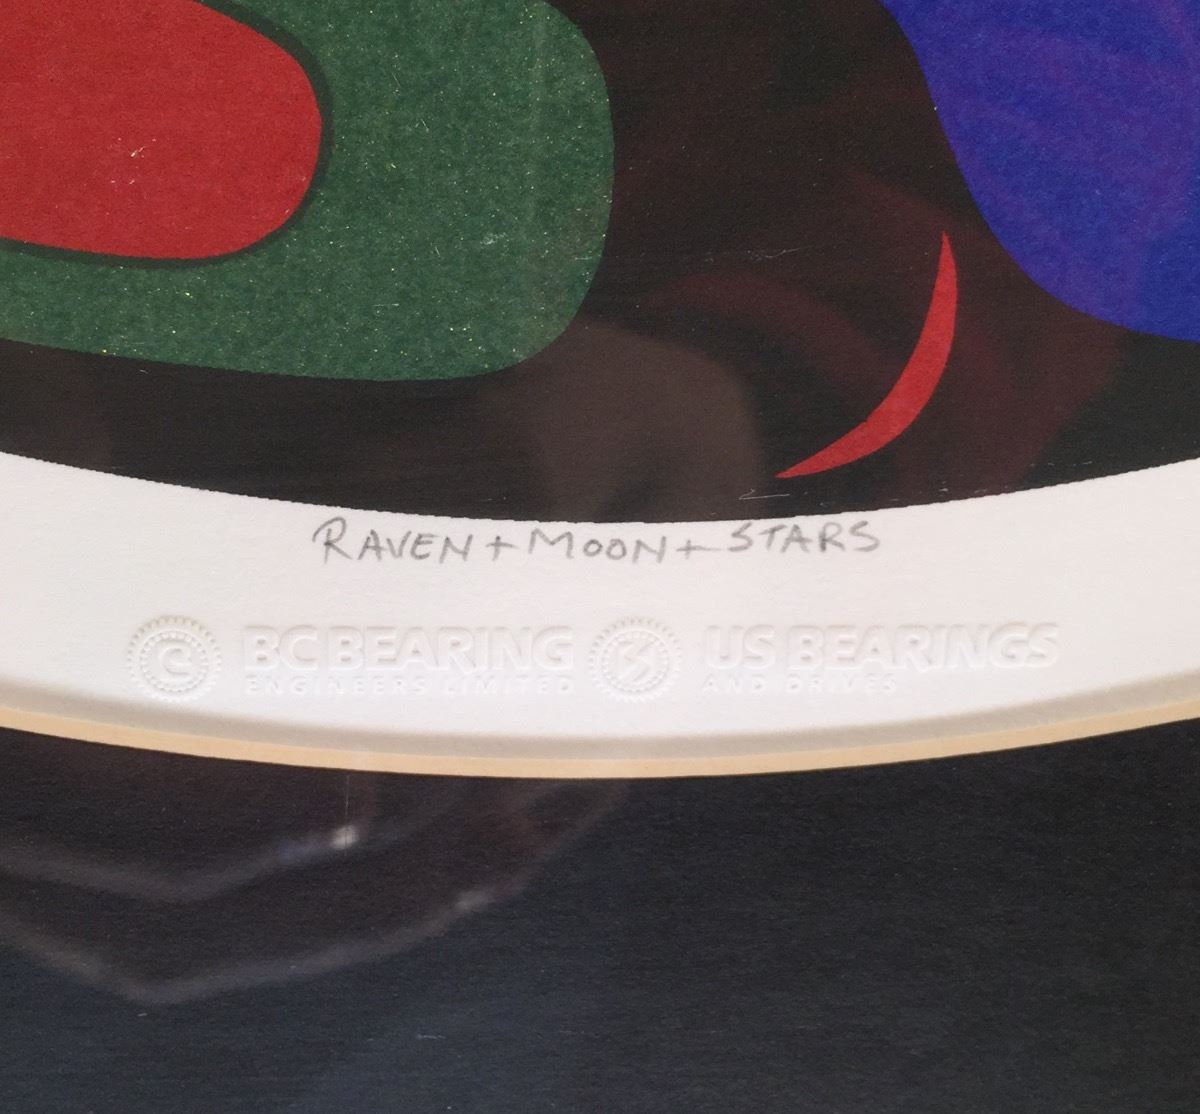 RAVEN + MOON + STARS
BC BEARING US BEARINGS
ENGINEERS LIMITED AND DRIVES